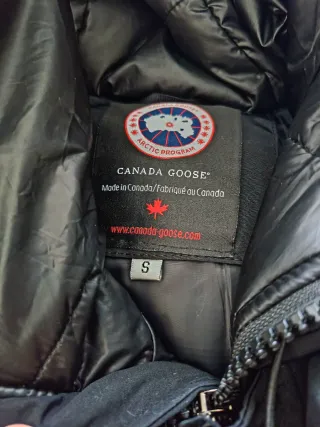 ARCTIC PROGRAM
CANADA GOOSE®
Made in Canada/Fabriqué au Canada
www.canada-goose.com
S